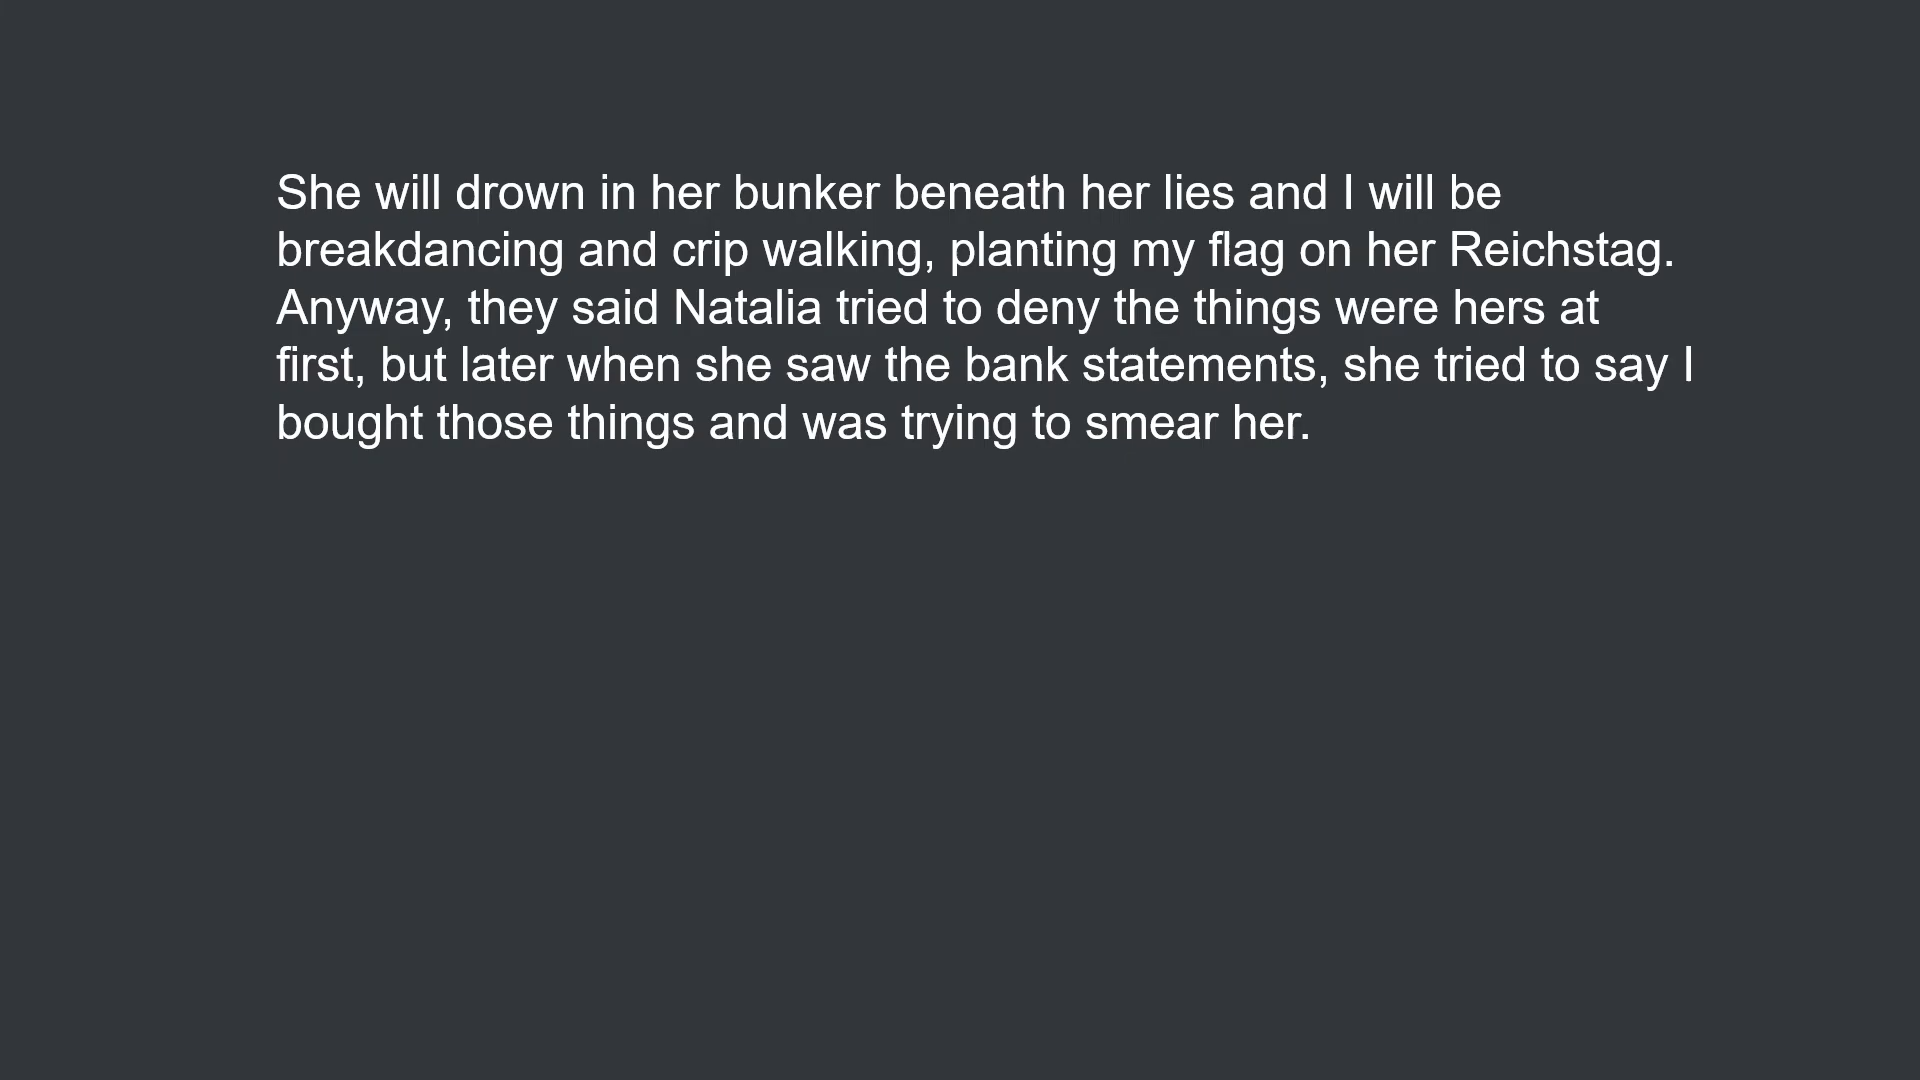 She will drown in her bunker beneath her lies and I will be
breakdancing and crip walking, planting my flag on her Reichstag.
Anyway, they said Natalia tried to deny the things were hers at
first, but later when she saw the bank statements, she tried to say I
bought those things and was trying to smear her.